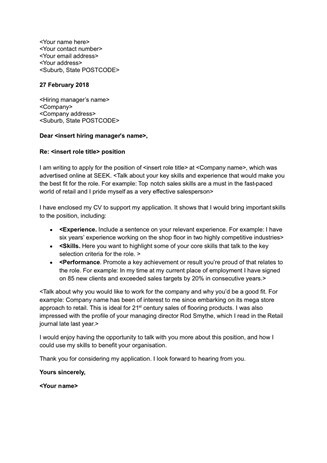 <Your name here>
<Your contact number>
<Your email address>
<Your address>
<Suburb, State POSTCODE>
27 February 2018
<Hiring manager's name>
<Company>
<Company address>
<Suburb, State POSTCODE>
Dear <insert hiring manager's name>,
Re: <insert role title> position
I am writing to apply for the position of <insert role title> at <Company name>, which was
advertised online at SEEK. <Talk about your key skills and experience that would make you
the best fit for the role. For example: Top notch sales skills are a must in the fast-paced
world of retail and I pride myself as a very effective salesperson>
I have enclosed my CV to support my application. It shows that I would bring important skills
to the position, including:
• <Experience. Include a sentence on your relevant experience. For example: I have
six years' experience working on the shop floor in two highly competitive industries>
• <Skills. Here you want to highlight some of your core skills that talk to the key
selection criteria for the role. >
• <Performance. Promote a key achievement or result you're proud of that relates to
the role. For example: In my time at my current place of employment I have signed
on 85 new clients and exceeded sales targets by 20% in consecutive years.>
<Talk about why you would like to work for the company and why you'd be a good fit. For
example: Company name has been of interest to me since embarking on its mega store
approach to retail. This is ideal for 21st century sales of flooring products. I was also
impressed with the profile of your managing director Rod Smythe, which I read in the Retail
journal late last year.>
I would enjoy having the opportunity to talk with you more about this position, and how I
could use my skills to benefit your organisation.
Thank you for considering my application. I look forward to hearing from you.
Yours sincerely,
<Your name>